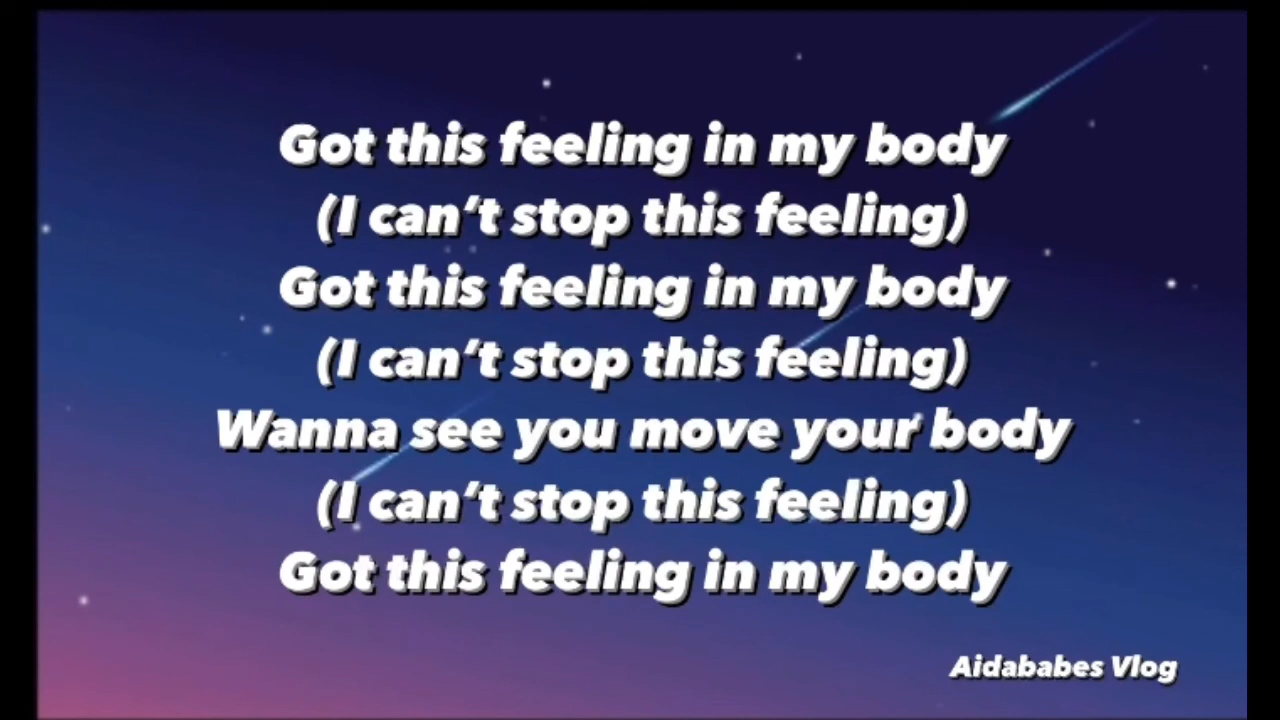 Got this feeling in my body
(I can’t stop this feeling)
Got this feeling in my body
(I can’t stop this feeling)
Wanna see you move your body
(I can’t stop this feeling)
Got this feeling in my body
Aidababes Vlog